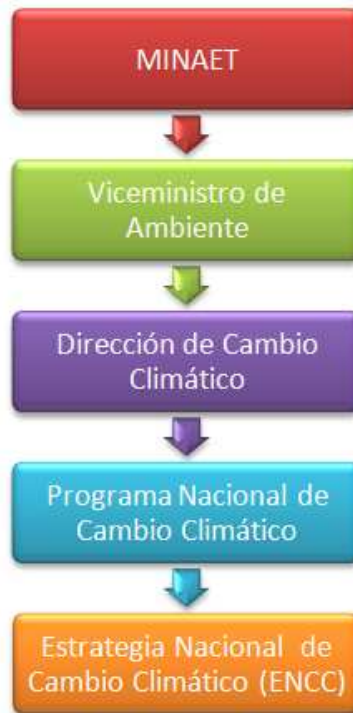 MINAET
Viceministro de
Ambiente
Dirección de Cambio
Climático
Programa Nacional de
Cambio Climático
Estrategia Nacional de
Cambio Climático (ENCC)